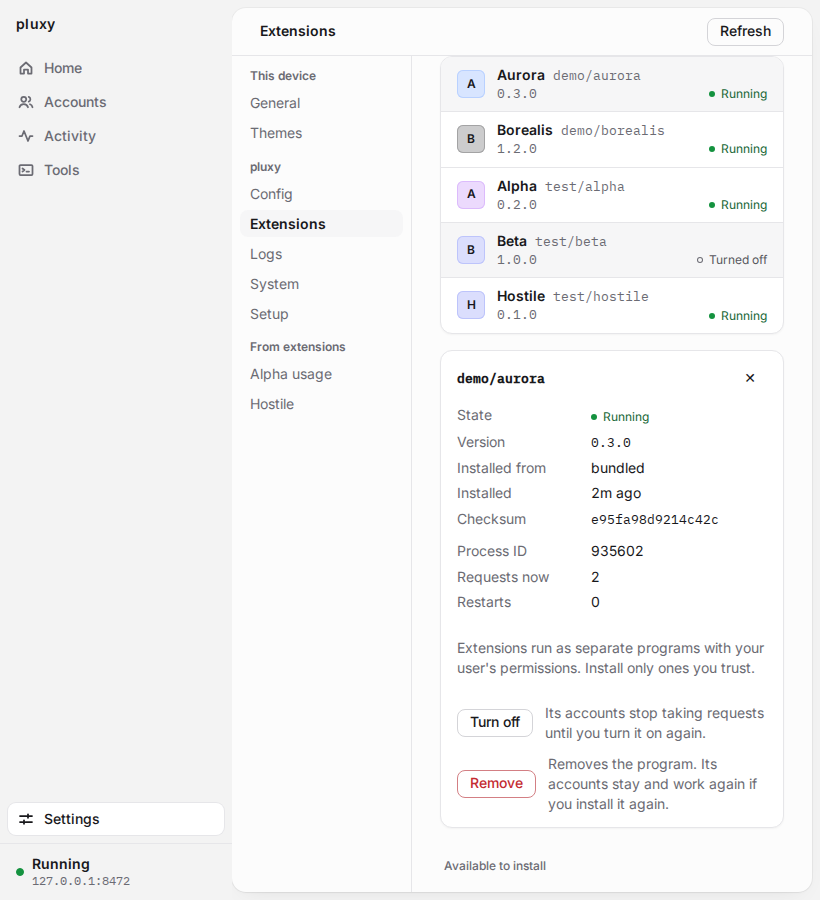 pluxy
Home
Accounts
Activity
Tools
Settings
Running
127.0.0.1:8472
Extensions
Refresh
This device
General
Themes
pluxy
Config
Extensions
Logs
System
Setup
From extensions
Alpha usage
Hostile
A
Aurora demo/aurora
0.3.0
Running
B
Borealis demo/borealis
1.2.0
Running
A
Alpha test/alpha
0.2.0
Running
B
Beta test/beta
1.0.0
Turned off
H
Hostile test/hostile
0.1.0
Running
demo/aurora
State Running
Version 0.3.0
Installed from bundled
Installed 2m ago
Checksum e95fa98d9214c42c
Process ID 935602
Requests now 2
Restarts 0
Extensions run as separate programs with your
user's permissions. Install only ones you trust.
Turn off
Its accounts stop taking requests
until you turn it on again.
Remove
Removes the program. Its
accounts stay and work again if
you install it again.
Available to install